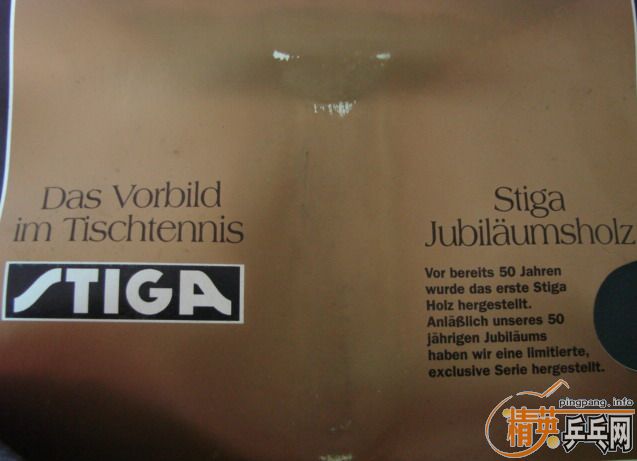 Das Vorbild
im Tischtennis
STIGA
Stiga
Jubiläumsholz
Vor bereits 50 Jahren
wurde das erste Stiga
Holz hergestellt.
Anläßlich unseres 50
jährigen Jubiläums
haben wir eine limitierte,
exclusive Serie hergestellt.
pingpang.info
精英乒乓网